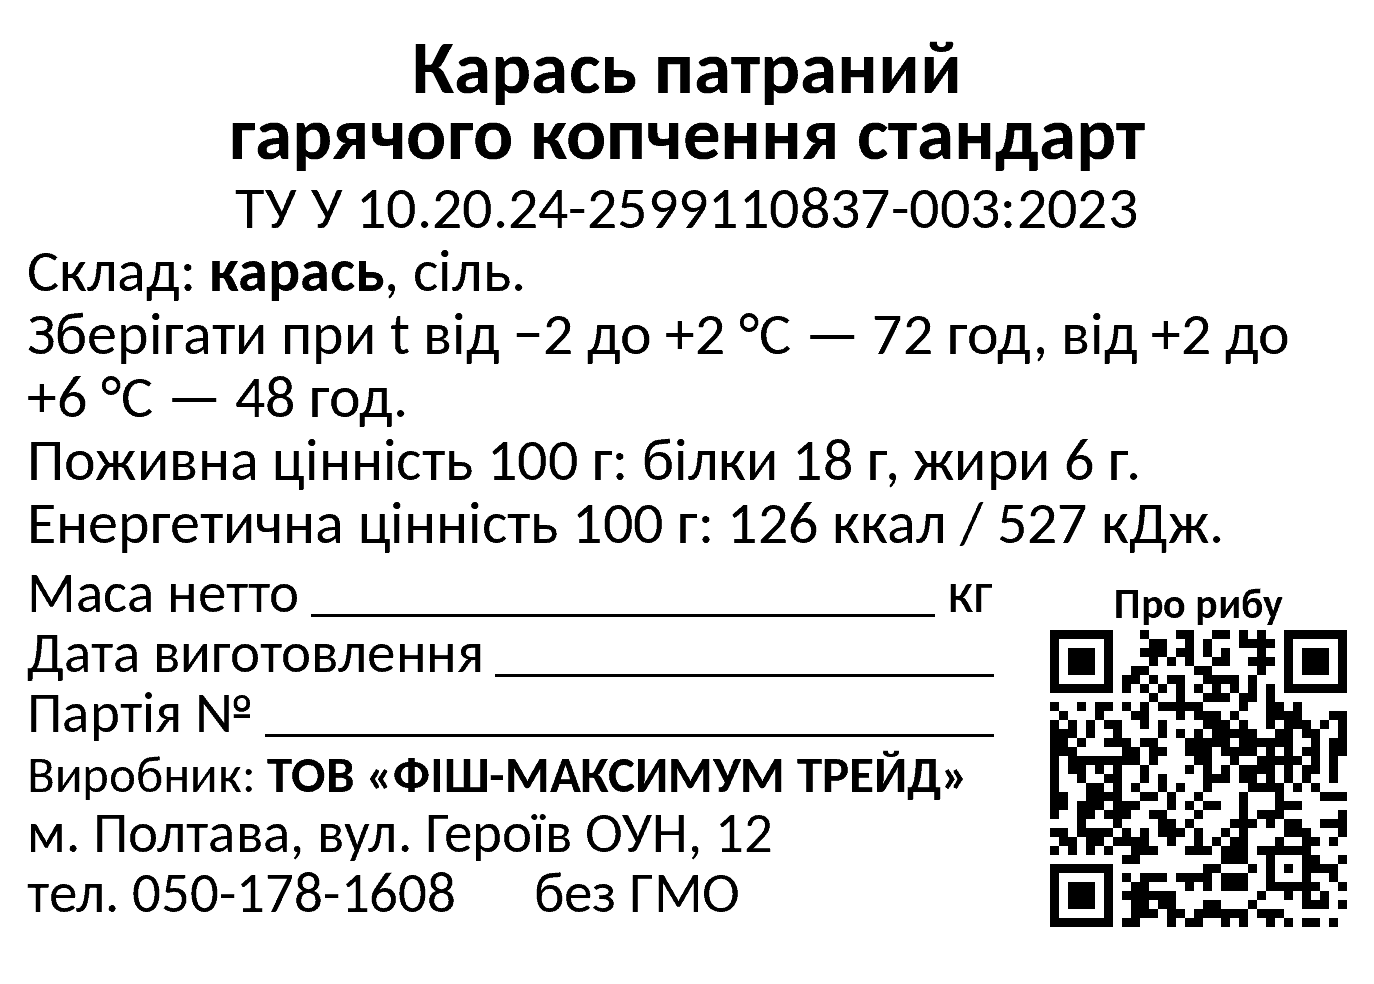 Карась патраний
гарячого копчення стандарт
ТУ У 10.20.24-2599110837-003:2023
Склад: карась, сіль.
Зберігати при t від −2 до +2 °C — 72 год, від +2 до
+6 °C — 48 год.
Поживна цінність 100 г: білки 18 г, жири 6 г.
Енергетична цінність 100 г: 126 ккал / 527 кДж.
Маса нетто ____________________ кг
Дата виготовлення ________________
Партія № ________________________
Про рибу
Виробник: ТОВ «ФІШ-МАКСИМУМ ТРЕЙД»
м. Полтава, вул. Героїв ОУН, 12
тел. 050-178-1608 без ГМО